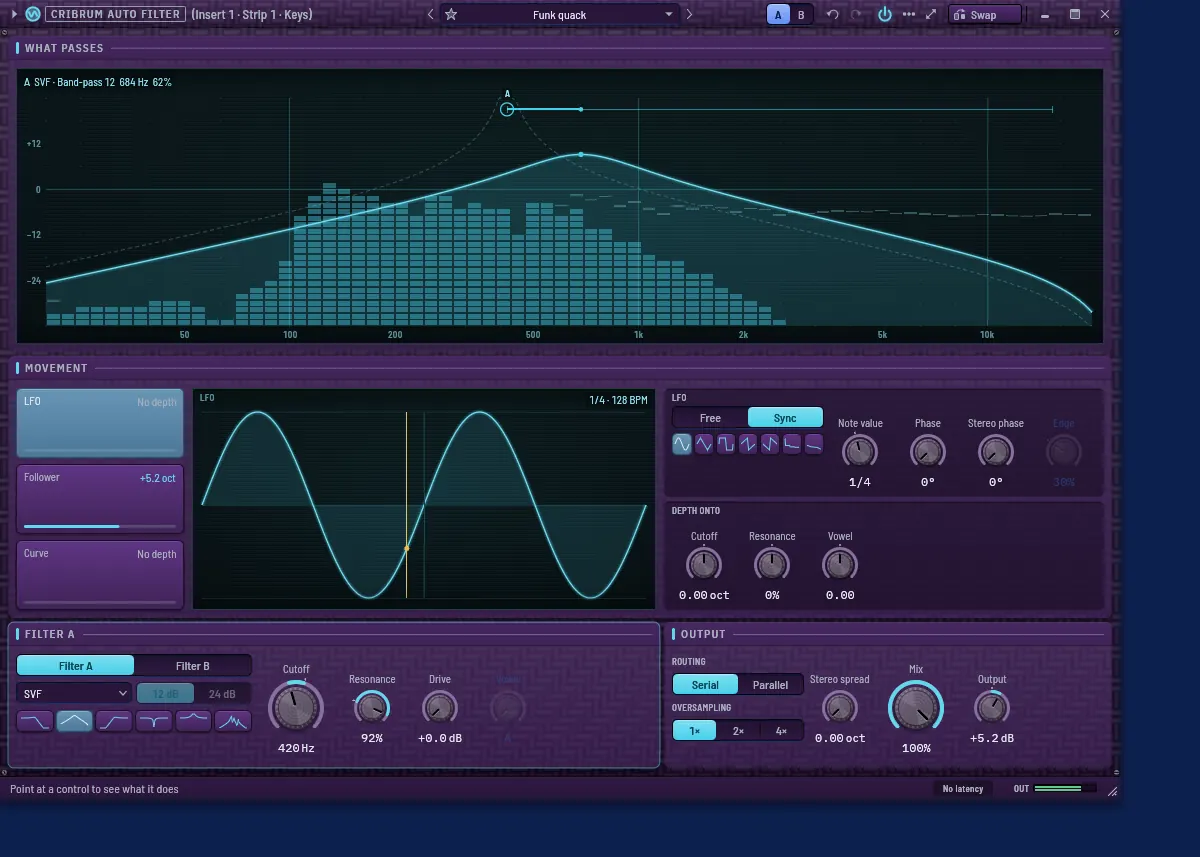 CRIBRUM AUTO FILTER (Insert 1 · Strip 1 · Keys)
Funk quack
A B
Swap
WHAT PASSES
A SVF · Band-pass 12 684 Hz 62%
A
+12
0
-12
-24
50 100 200 500 1k 2k 5k 10k
MOVEMENT
LFO No depth
Follower +5.2 oct
Curve No depth
LFO 1/4 · 128 BPM
LFO
Free Sync
Note value Phase Stereo phase Edge
1/4 0° 0° 30%
DEPTH ONTO
Cutoff Resonance Vowel
0.00 oct 0% 0.00
FILTER A
Filter A Filter B
SVF 12 dB 24 dB
Cutoff Resonance Drive
420 Hz 92% +0.0 dB
OUTPUT
ROUTING
Serial Parallel
OVERSAMPLING
1× 2× 4×
Stereo spread Mix Output
0.00 oct 100% +5.2 dB
Point at a control to see what it does
No latency OUT